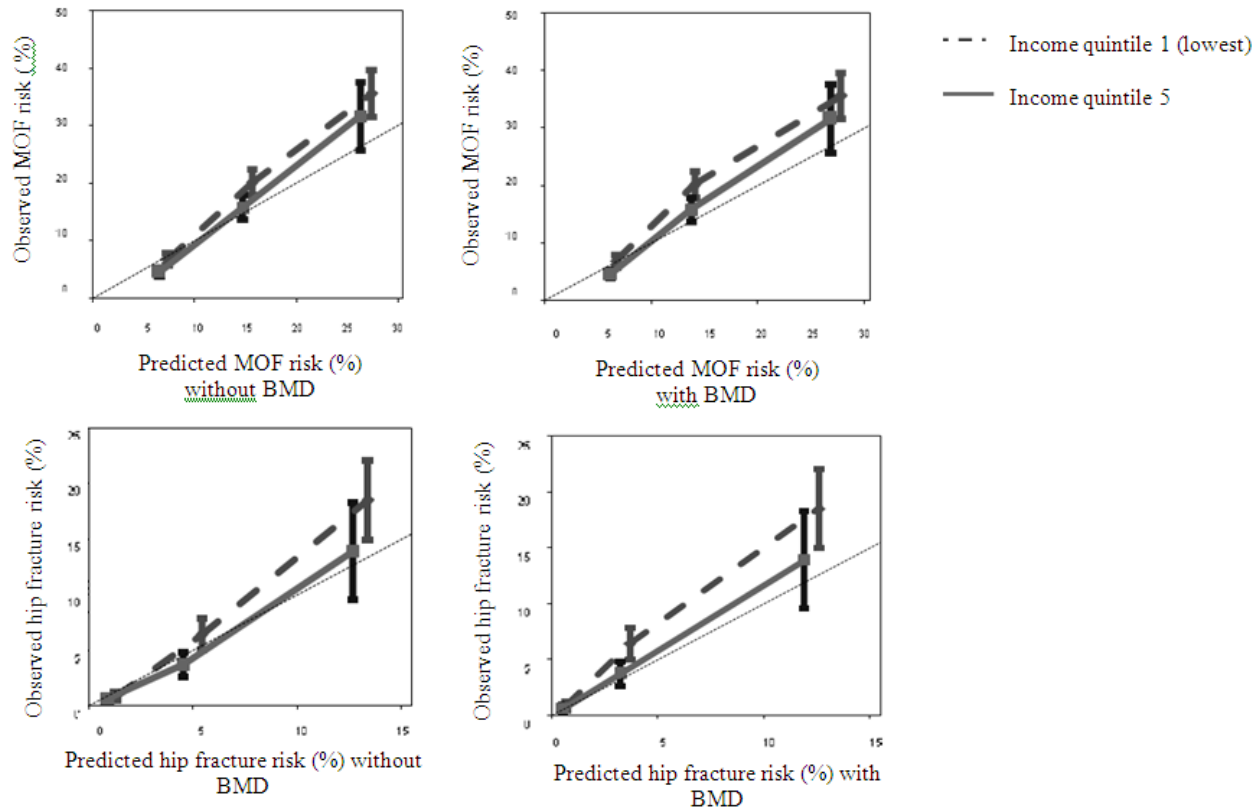 50
40
30
20
10
0
Observed MOF risk (%)
0 5 10 15 20 25 30
Predicted MOF risk (%)
without BMD
50
40
30
20
10
0
Observed MOF risk (%)
0 5 10 15 20 25 30
Predicted MOF risk (%)
with BMD
Income quintile 1 (lowest)
Income quintile 5
25
20
15
10
5
0
Observed hip fracture risk (%)
5 10 15
Predicted hip fracture risk (%) without
BMD
25
20
15
10
5
0
Observed hip fracture risk (%)
0 5 10 15
Predicted hip fracture risk (%) with
BMD